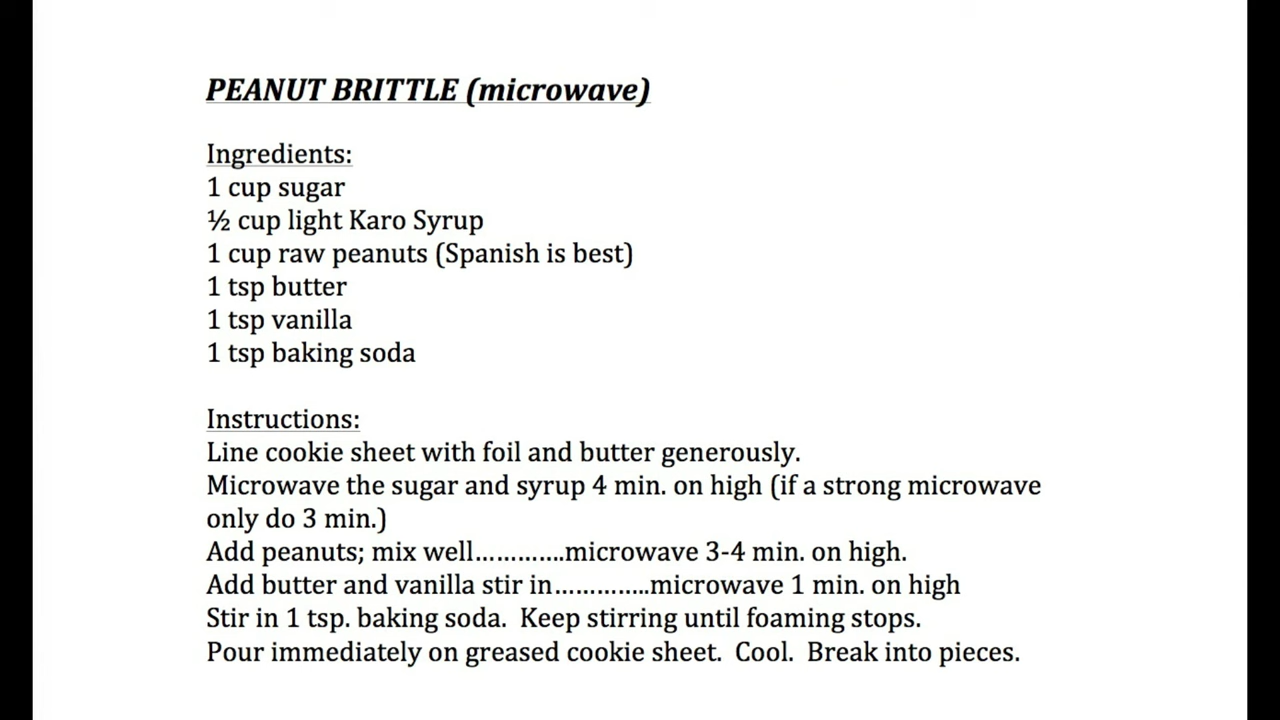 PEANUT BRITTLE (microwave)
Ingredients:
1 cup sugar
½ cup light Karo Syrup
1 cup raw peanuts (Spanish is best)
1 tsp butter
1 tsp vanilla
1 tsp baking soda
Instructions:
Line cookie sheet with foil and butter generously.
Microwave the sugar and syrup 4 min. on high (if a strong microwave
only do 3 min.)
Add peanuts; mix well………….microwave 3-4 min. on high.
Add butter and vanilla stir in…………..microwave 1 min. on high
Stir in 1 tsp. baking soda.  Keep stirring until foaming stops.
Pour immediately on greased cookie sheet.  Cool.  Break into pieces.